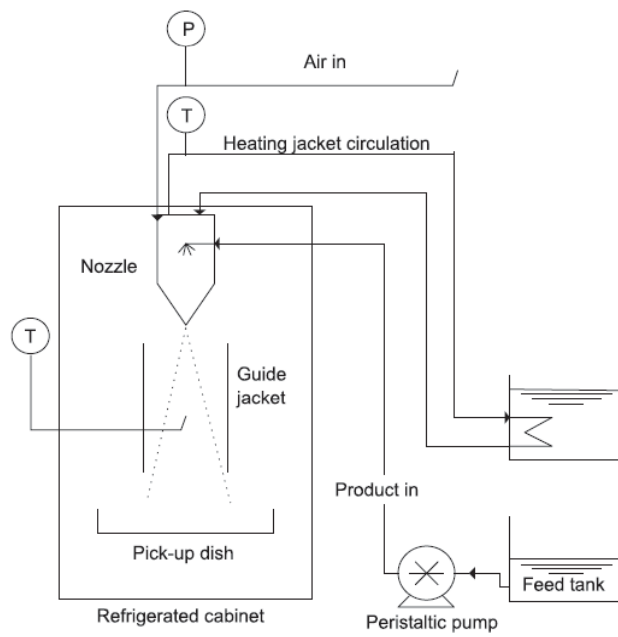 P
Air in
T
Heating jacket circulation
Nozzle
T
Guide
jacket
Product in
Pick-up dish
Feed tank
Refrigerated cabinet
Peristaltic pump